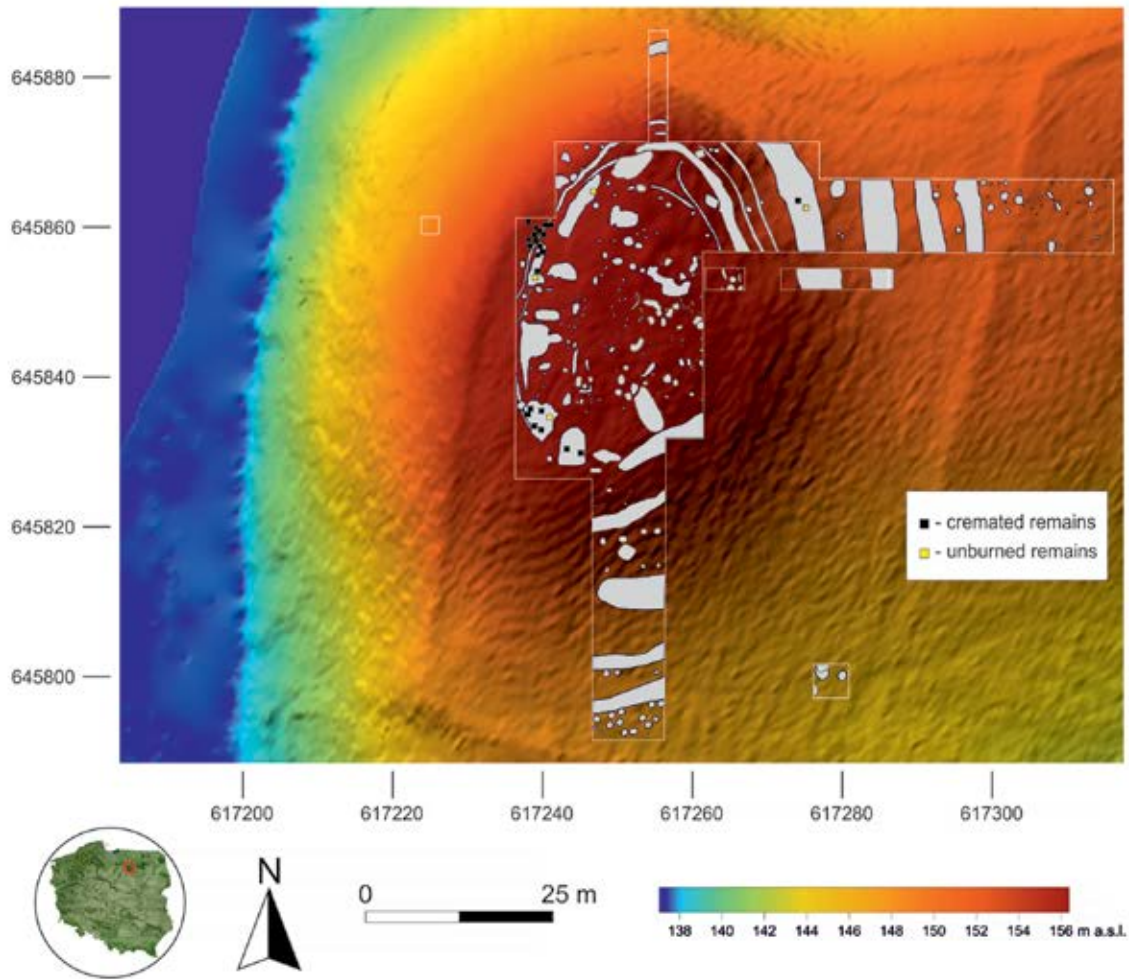 645880
645860
645840
645820
645800
■ - cremated remains
■ - unburned remains
617200 617220 617240 617260 617280 617300
N
0 25 m
138 140 142 144 146 148 150 152 154 156 m a.s.l.